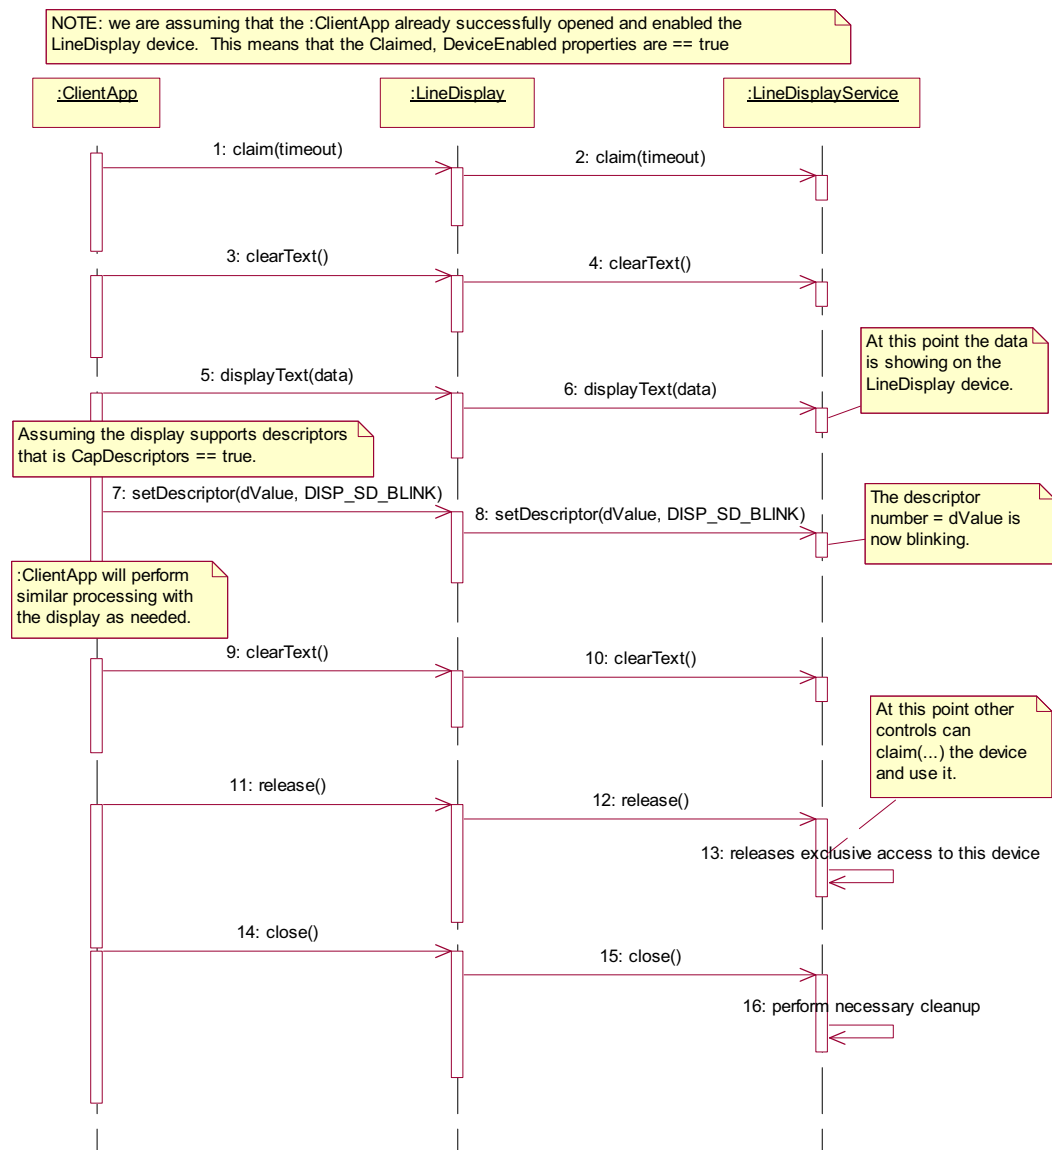 NOTE: we are assuming that the :ClientApp already successfully opened and enabled the
LineDisplay device.  This means that the Claimed, DeviceEnabled properties are == true
:ClientApp
:LineDisplay
:LineDisplayService
1: claim(timeout)
2: claim(timeout)
3: clearText()
4: clearText()
At this point the data
is showing on the
LineDisplay device.
5: displayText(data)
6: displayText(data)
Assuming the display supports descriptors
that is CapDescriptors == true.
7: setDescriptor(dValue, DISP_SD_BLINK)
8: setDescriptor(dValue, DISP_SD_BLINK)
The descriptor
number = dValue is
now blinking.
:ClientApp will perform
similar processing with
the display as needed.
9: clearText()
10: clearText()
At this point other
controls can
claim(...) the device
and use it.
11: release()
12: release()
13: releases exclusive access to this device
14: close()
15: close()
16: perform necessary cleanup